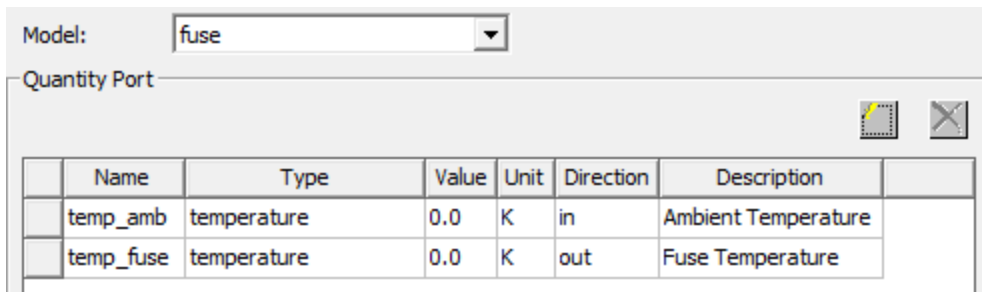 Model: fuse
Quantity Port
Name Type Value Unit Direction Description
temp_amb temperature 0.0 K in Ambient Temperature
temp_fuse temperature 0.0 K out Fuse Temperature